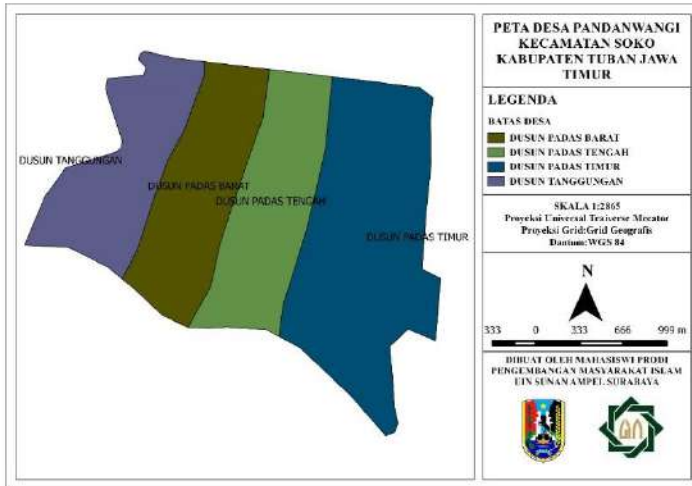 DUSUN TANGGUNGAN
DUSUN PADAS BARAT
DUSUN PADAS TENGAH
DUSUN PADAS TIMUR
PETA DESA PANDANWANGI
KECAMATAN SOKO
KABUPATEN TUBAN JAWA
TIMUR
LEGENDA
BATAS DESA
DUSUN PADAS BARAT
DUSUN PADAS TENGAH
DUSUN PADAS TIMUR
DUSUN TANGGUNGAN
SKALA 1:2865
Proyeksi Universal Traiverse Mecator
Proyeksi Grid:Grid Geografis
Dantum:WGS 84
N
333 0 333 666 999 m
DIBUAT OLEH MAHASISWI PRODI
PENGEMBANGAN MASYARAKAT ISLAM
UIN SUNAN AMPEL SURABAYA